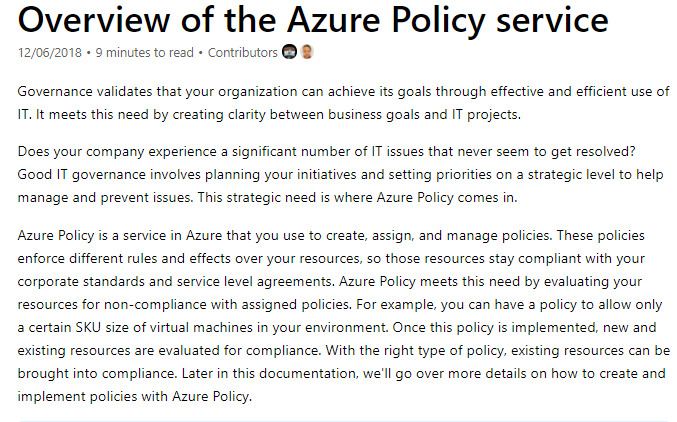 Overview of the Azure Policy service
12/06/2018 • 9 minutes to read • Contributors
Governance validates that your organization can achieve its goals through effective and efficient use of
IT. It meets this need by creating clarity between business goals and IT projects.
Does your company experience a significant number of IT issues that never seem to get resolved?
Good IT governance involves planning your initiatives and setting priorities on a strategic level to help
manage and prevent issues. This strategic need is where Azure Policy comes in.
Azure Policy is a service in Azure that you use to create, assign, and manage policies. These policies
enforce different rules and effects over your resources, so those resources stay compliant with your
corporate standards and service level agreements. Azure Policy meets this need by evaluating your
resources for non-compliance with assigned policies. For example, you can have a policy to allow only
a certain SKU size of virtual machines in your environment. Once this policy is implemented, new and
existing resources are evaluated for compliance. With the right type of policy, existing resources can be
brought into compliance. Later in this documentation, we'll go over more details on how to create and
implement policies with Azure Policy.